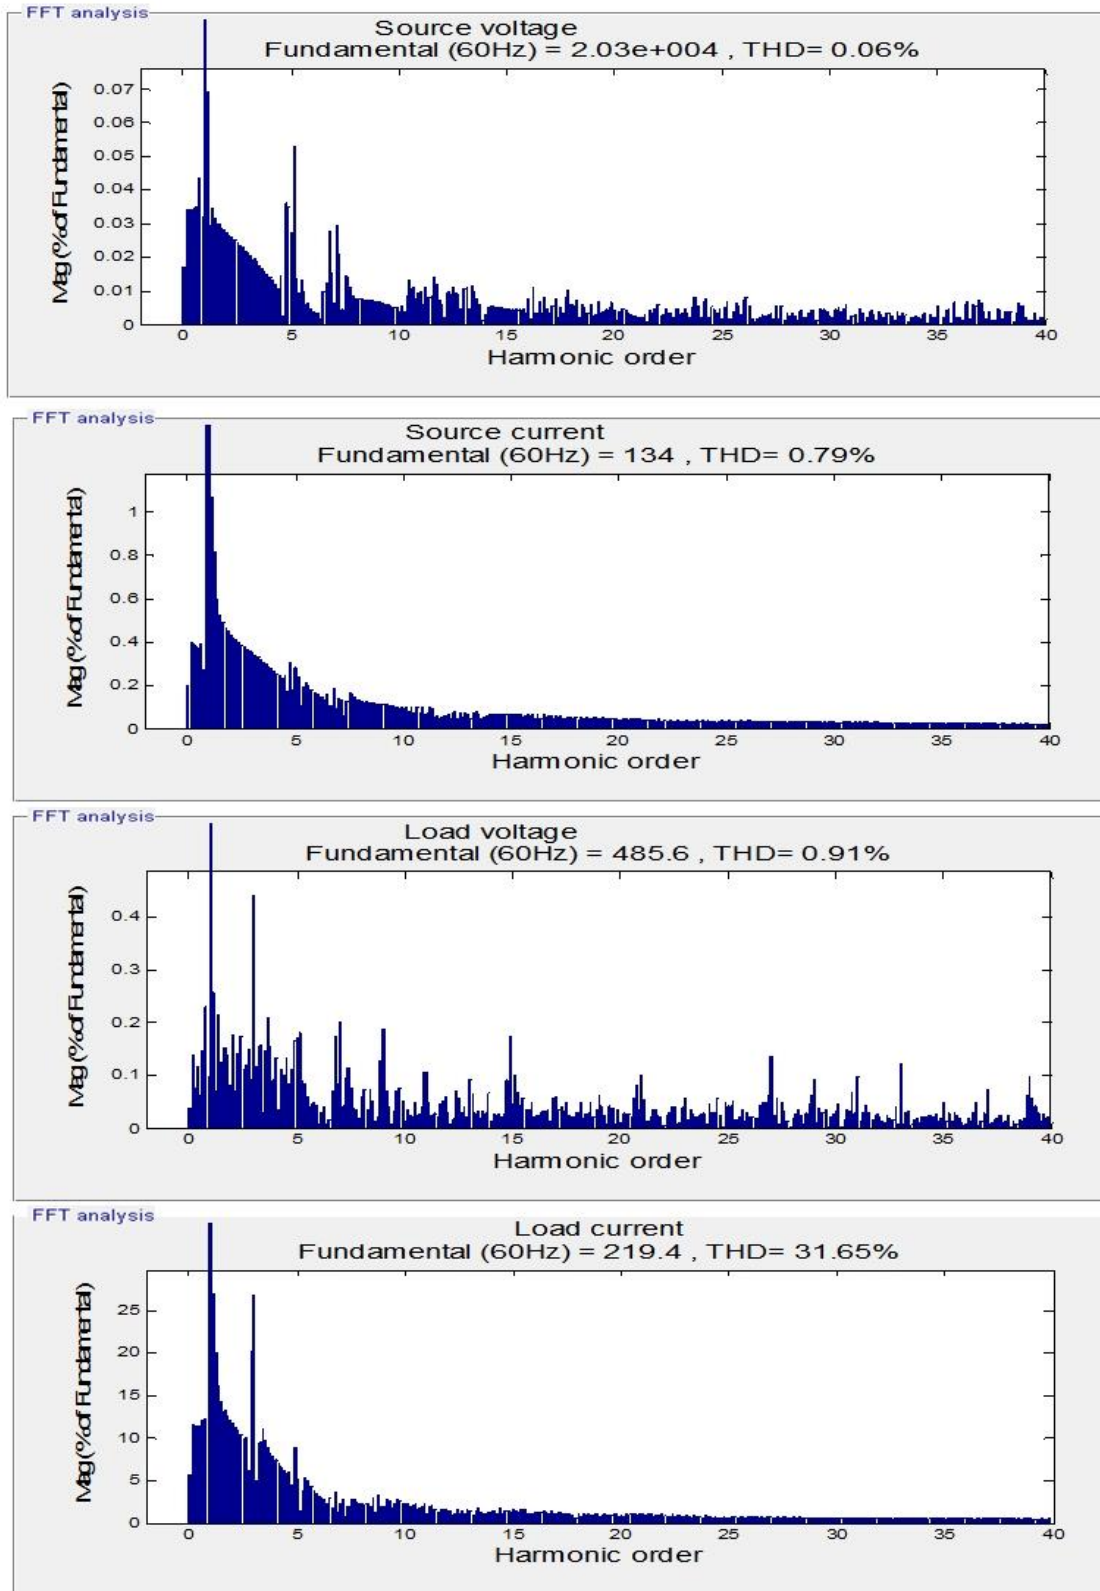 FFT analysis
Source voltage
Fundamental (60Hz) = 2.03e+004 , THD= 0.06%
Mag (% of Fundamental)
0.07
0.06
0.05
0.04
0.03
0.02
0.01
0
0 5 10 15 20 25 30 35 40
Harmonic order
FFT analysis
Source current
Fundamental (60Hz) = 134 , THD= 0.79%
Mag (% of Fundamental)
1
0.8
0.6
0.4
0.2
0
0 5 10 15 20 25 30 35 40
Harmonic order
FFT analysis
Load voltage
Fundamental (60Hz) = 485.6 , THD= 0.91%
Mag (% of Fundamental)
0.4
0.3
0.2
0.1
0
0 5 10 15 20 25 30 35 40
Harmonic order
FFT analysis
Load current
Fundamental (60Hz) = 219.4 , THD= 31.65%
Mag (% of Fundamental)
25
20
15
10
5
0
0 5 10 15 20 25 30 35 40
Harmonic order